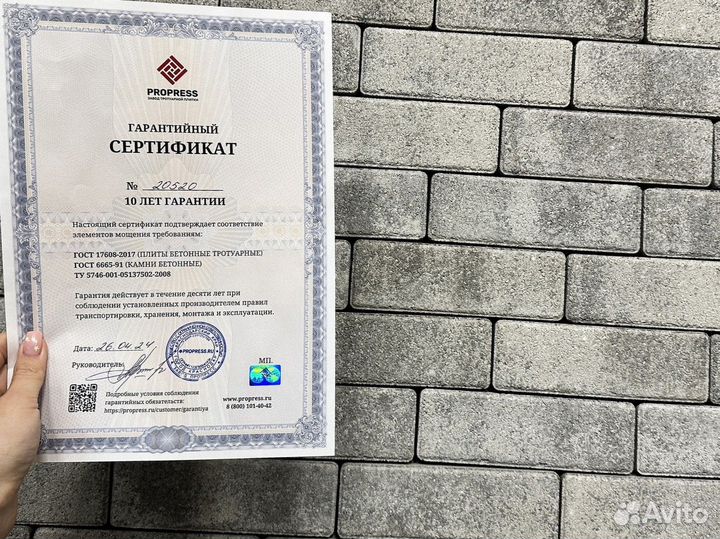 PROPRESS
ЗАВОД ТРОТУАРНОЙ ПЛИТКИ
ГАРАНТИЙНЫЙ
СЕРТИФИКАТ
№ 20520
10 ЛЕТ ГАРАНТИИ
Настоящий сертификат подтверждает соответствие
элементов мощения требованиям:
ГОСТ 17608-2017 (ПЛИТЫ БЕТОННЫЕ ТРОТУАРНЫЕ)
ГОСТ 6665-91 (КАМНИ БЕТОННЫЕ)
ТУ 5746-001-05137502-2008
Гарантия действует в течение десяти лет при
соблюдении установленных производителем правил
транспортировки, хранения, монтажа и эксплуатации.
Дата: 26.04.24
Руководитель
PROPRESS.RU
МП.
Подробные условия соблюдения
гарантийных обязательств:
https://propress.ru/customer/garantiya
www.propress.ru
8 (800) 101-40-42
Avito